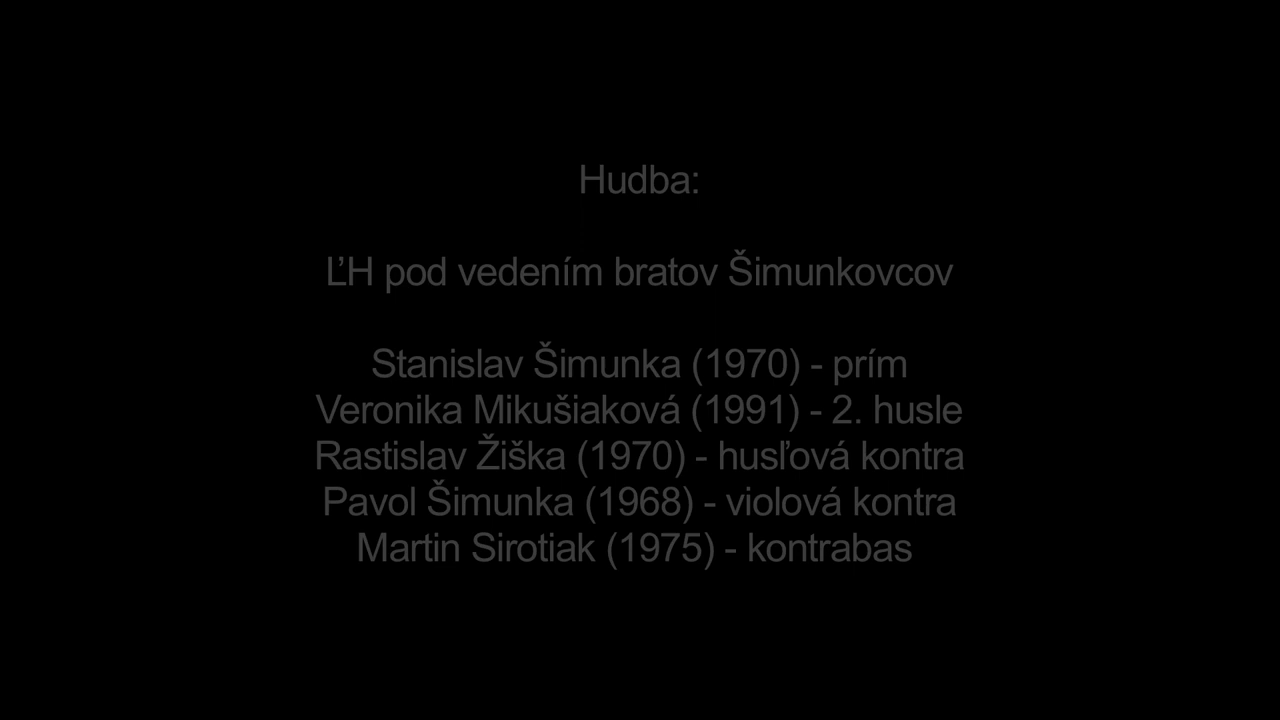 Hudba:
ĽH pod vedením bratov Šimunkovcov
Stanislav Šimunka (1970) - prím
Veronika Mikušiaková (1991) - 2. husle
Rastislav Žiška (1970) - husľová kontra
Pavol Šimunka (1968) - violová kontra
Martin Sirotiak (1975) - kontrabas